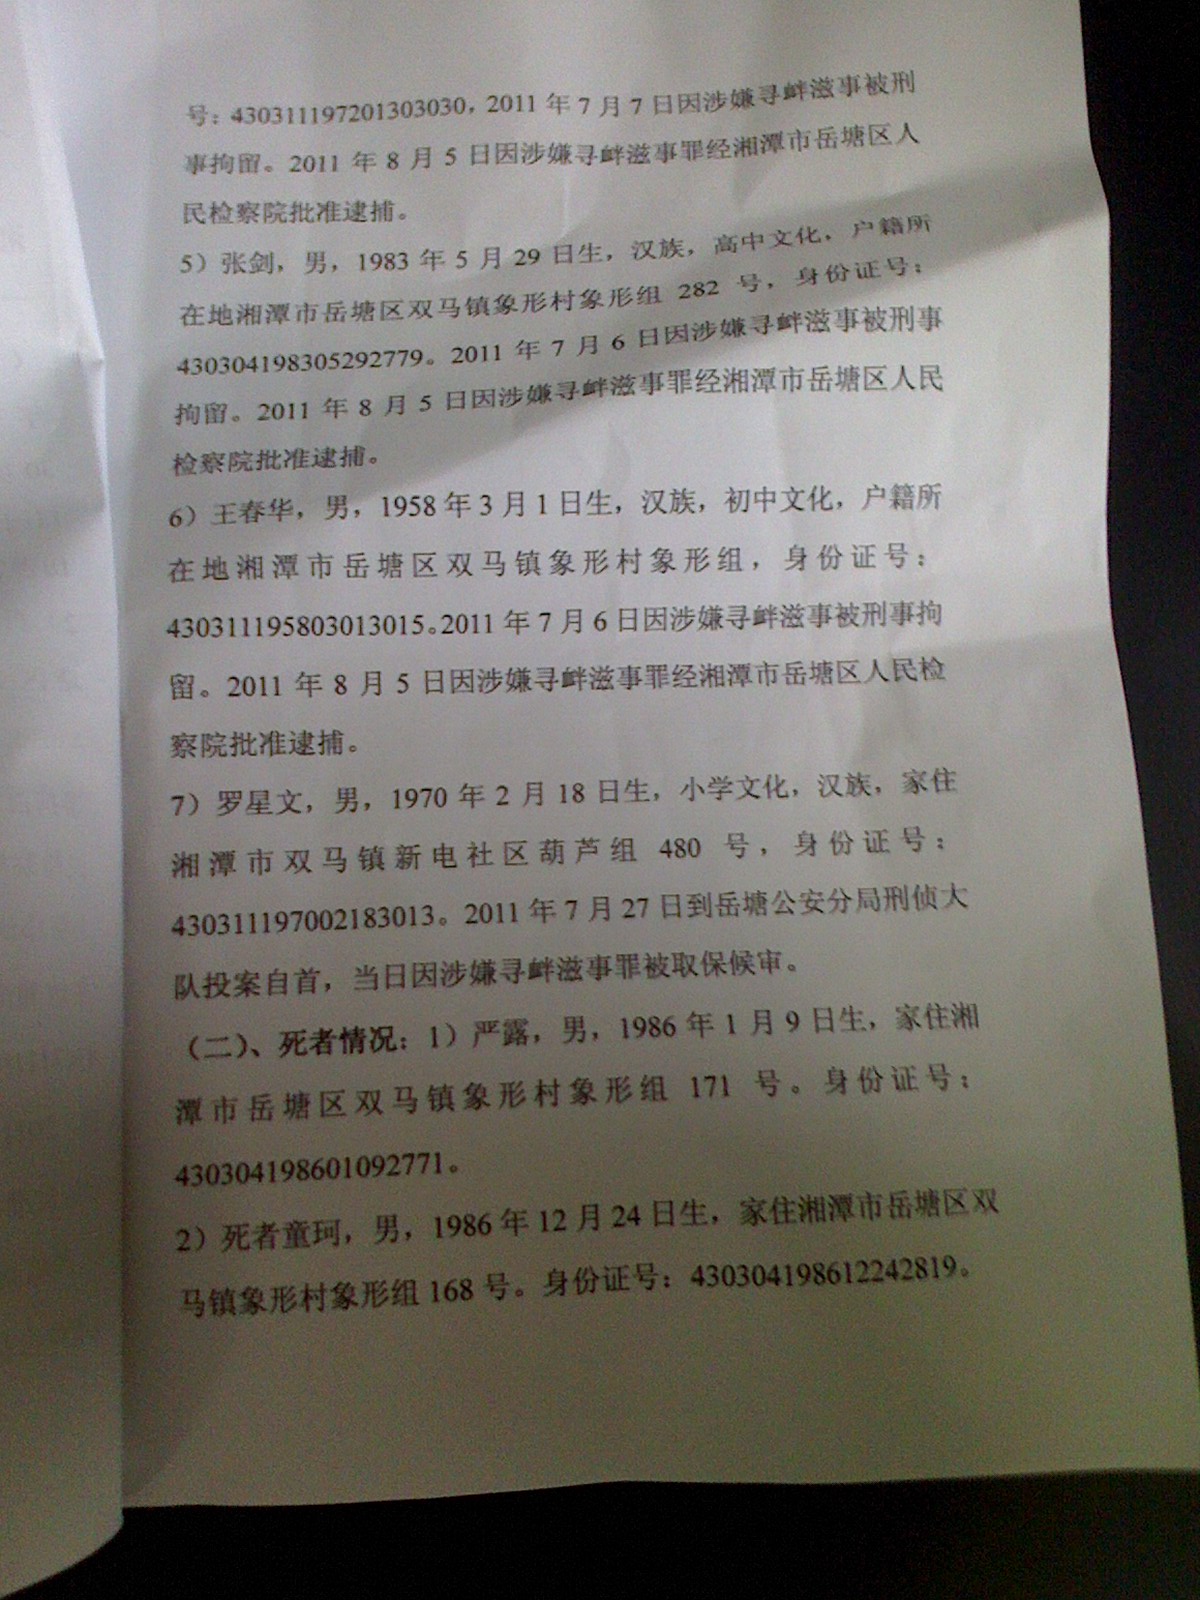 号：430311197201303030，2011 年 7 月 7 日因涉嫌寻衅滋事被刑
事拘留。2011 年 8 月 5 日因涉嫌寻衅滋事罪经湘潭市岳塘区人
民检察院批准逮捕。
5）张剑，男，1983 年 5 月 29 日生，汉族，高中文化，户籍所
在地湘潭市岳塘区双马镇象形村象形组 282 号，身份证号：
430304198305292779。2011 年 7 月 6 日因涉嫌寻衅滋事被刑事
拘留。2011 年 8 月 5 日因涉嫌寻衅滋事罪经湘潭市岳塘区人民
检察院批准逮捕。
6）王春华，男，1958 年 3 月 1 日生，汉族，初中文化，户籍所
在地湘潭市岳塘区双马镇象形村象形组，身份证号：
430311195803013015。2011 年 7 月 6 日因涉嫌寻衅滋事被刑事拘
留。2011 年 8 月 5 日因涉嫌寻衅滋事罪经湘潭市岳塘区人民检
察院批准逮捕。
7）罗星文，男，1970 年 2 月 18 日生，小学文化，汉族，家住
湘潭市双马镇新电社区葫芦组 480 号，身份证号：
430311197002183013。2011 年 7 月 27 日到岳塘公安分局刑侦大
队投案自首，当日因涉嫌寻衅滋事罪被取保候审。
（二）、死者情况：1）严露，男，1986 年 1 月 9 日生，家住湘
潭市岳塘区双马镇象形村象形组 171 号。身份证号：
430304198601092771。
2）死者童珂，男，1986 年 12 月 24 日生，家住湘潭市岳塘区双
马镇象形村象形组 168 号。身份证号：430304198612242819。